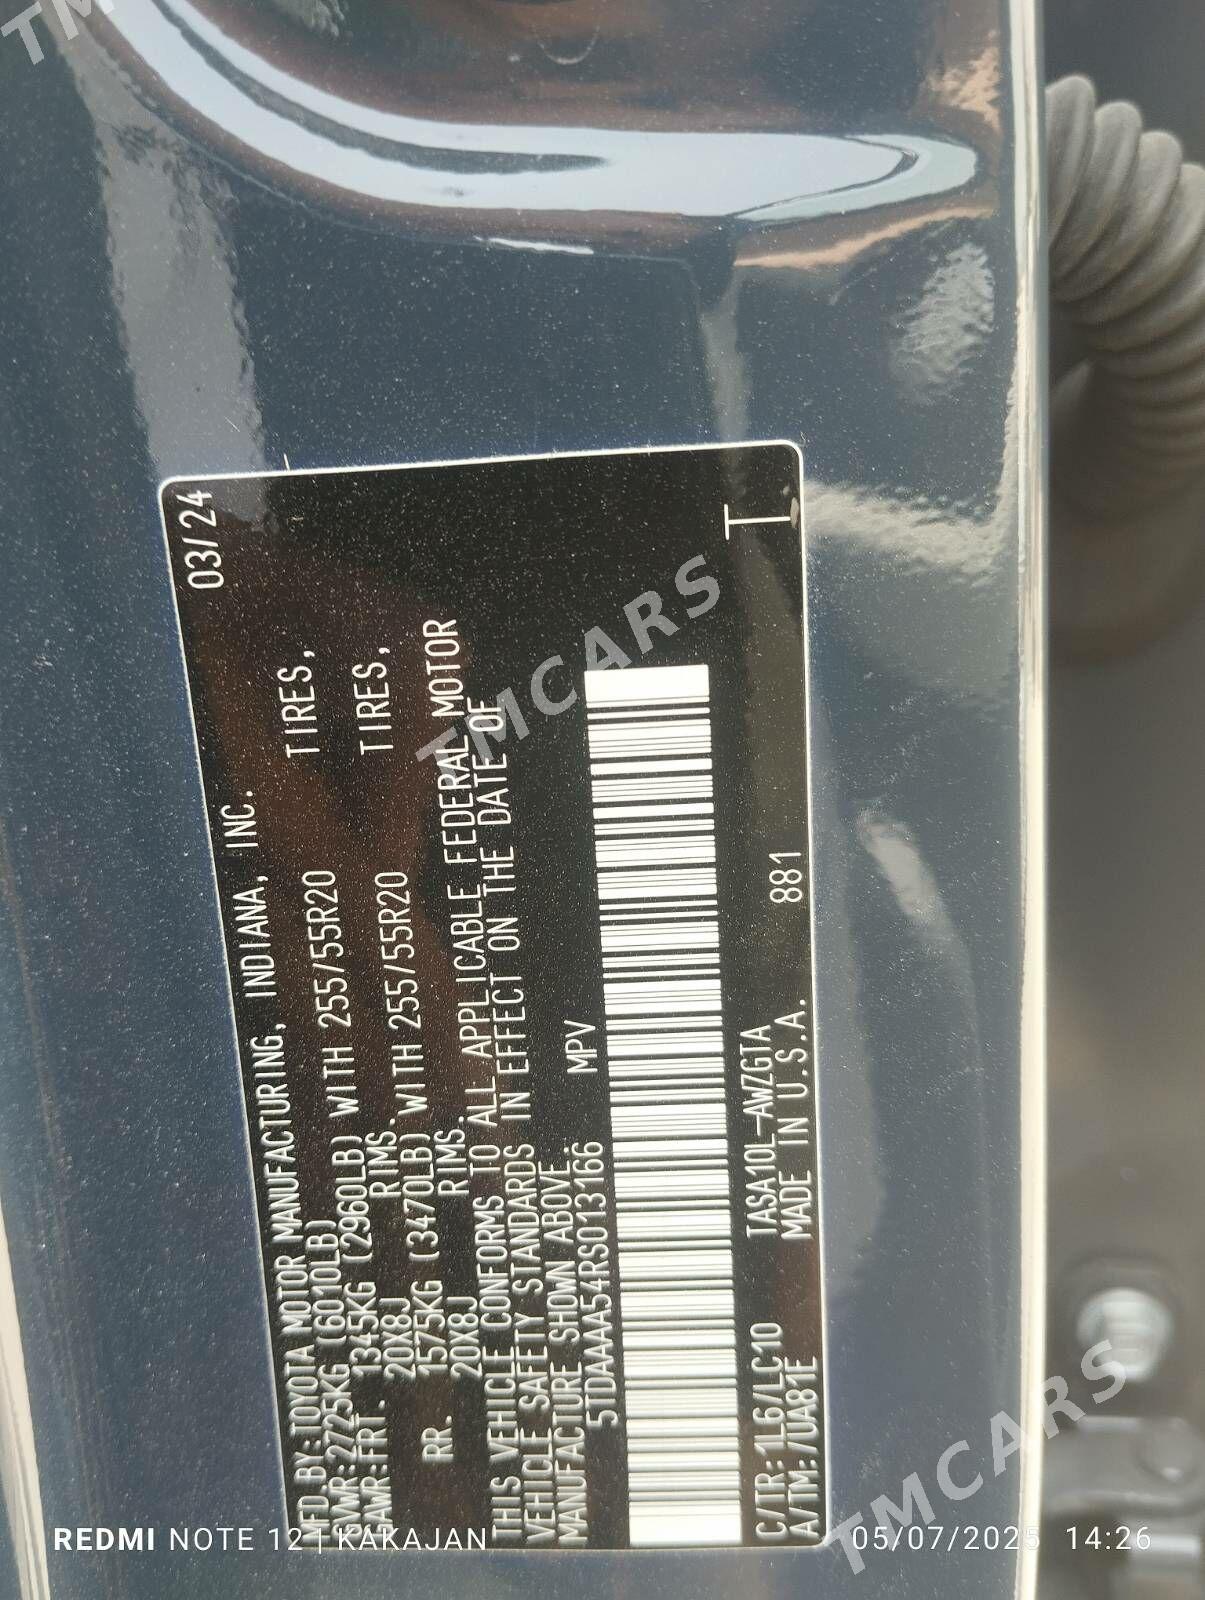 MFD.BY:TOYOTA MOTOR MANUFACTURING, INDIANA, INC. 03/24
GVWR:2725KG (6010LB)
GAWR:FRT. 1345KG (2960LB) WITH 255/55R20 TIRES,
20X8J RIMS.
RR. 1575KG (3470LB) WITH 255/55R20 TIRES,
20X8J RIMS.
THIS VEHICLE CONFORMS TO ALL APPLICABLE FEDERAL MOTOR
VEHICLE SAFETY STANDARDS IN EFFECT ON THE DATE OF
MANUFACTURE SHOWN ABOVE.
5TDAAAA54RS013166 MPV
C/TR:1L6/LC10 TASA10L-AWZGTA
A/TM:/UA81E MADE IN U.S.A. 881
T
TMCARS
TMCARS
REDMI NOTE 12 | KAKAJAN 05/07/2025 14:26